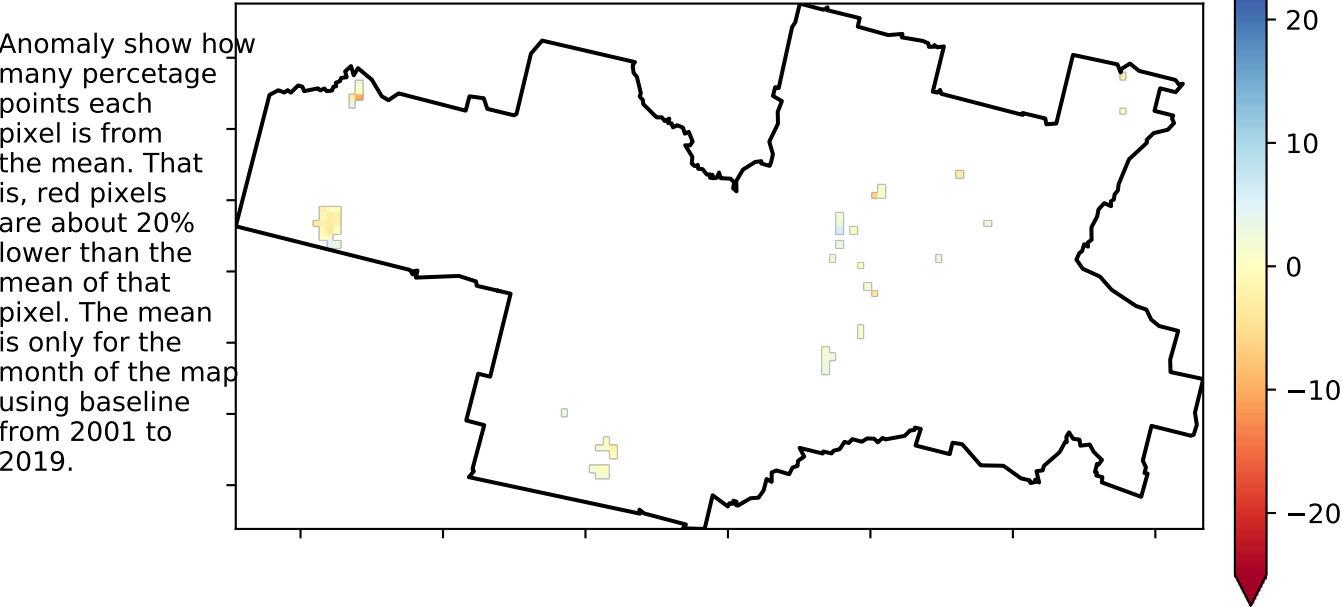 Anomaly show how
many percetage
points each
pixel is from
the mean. That
is, red pixels
are about 20%
lower than the
mean of that
pixel. The mean
is only for the
month of the map
using baseline
from 2001 to
2019.
20
10
0
−10
−20